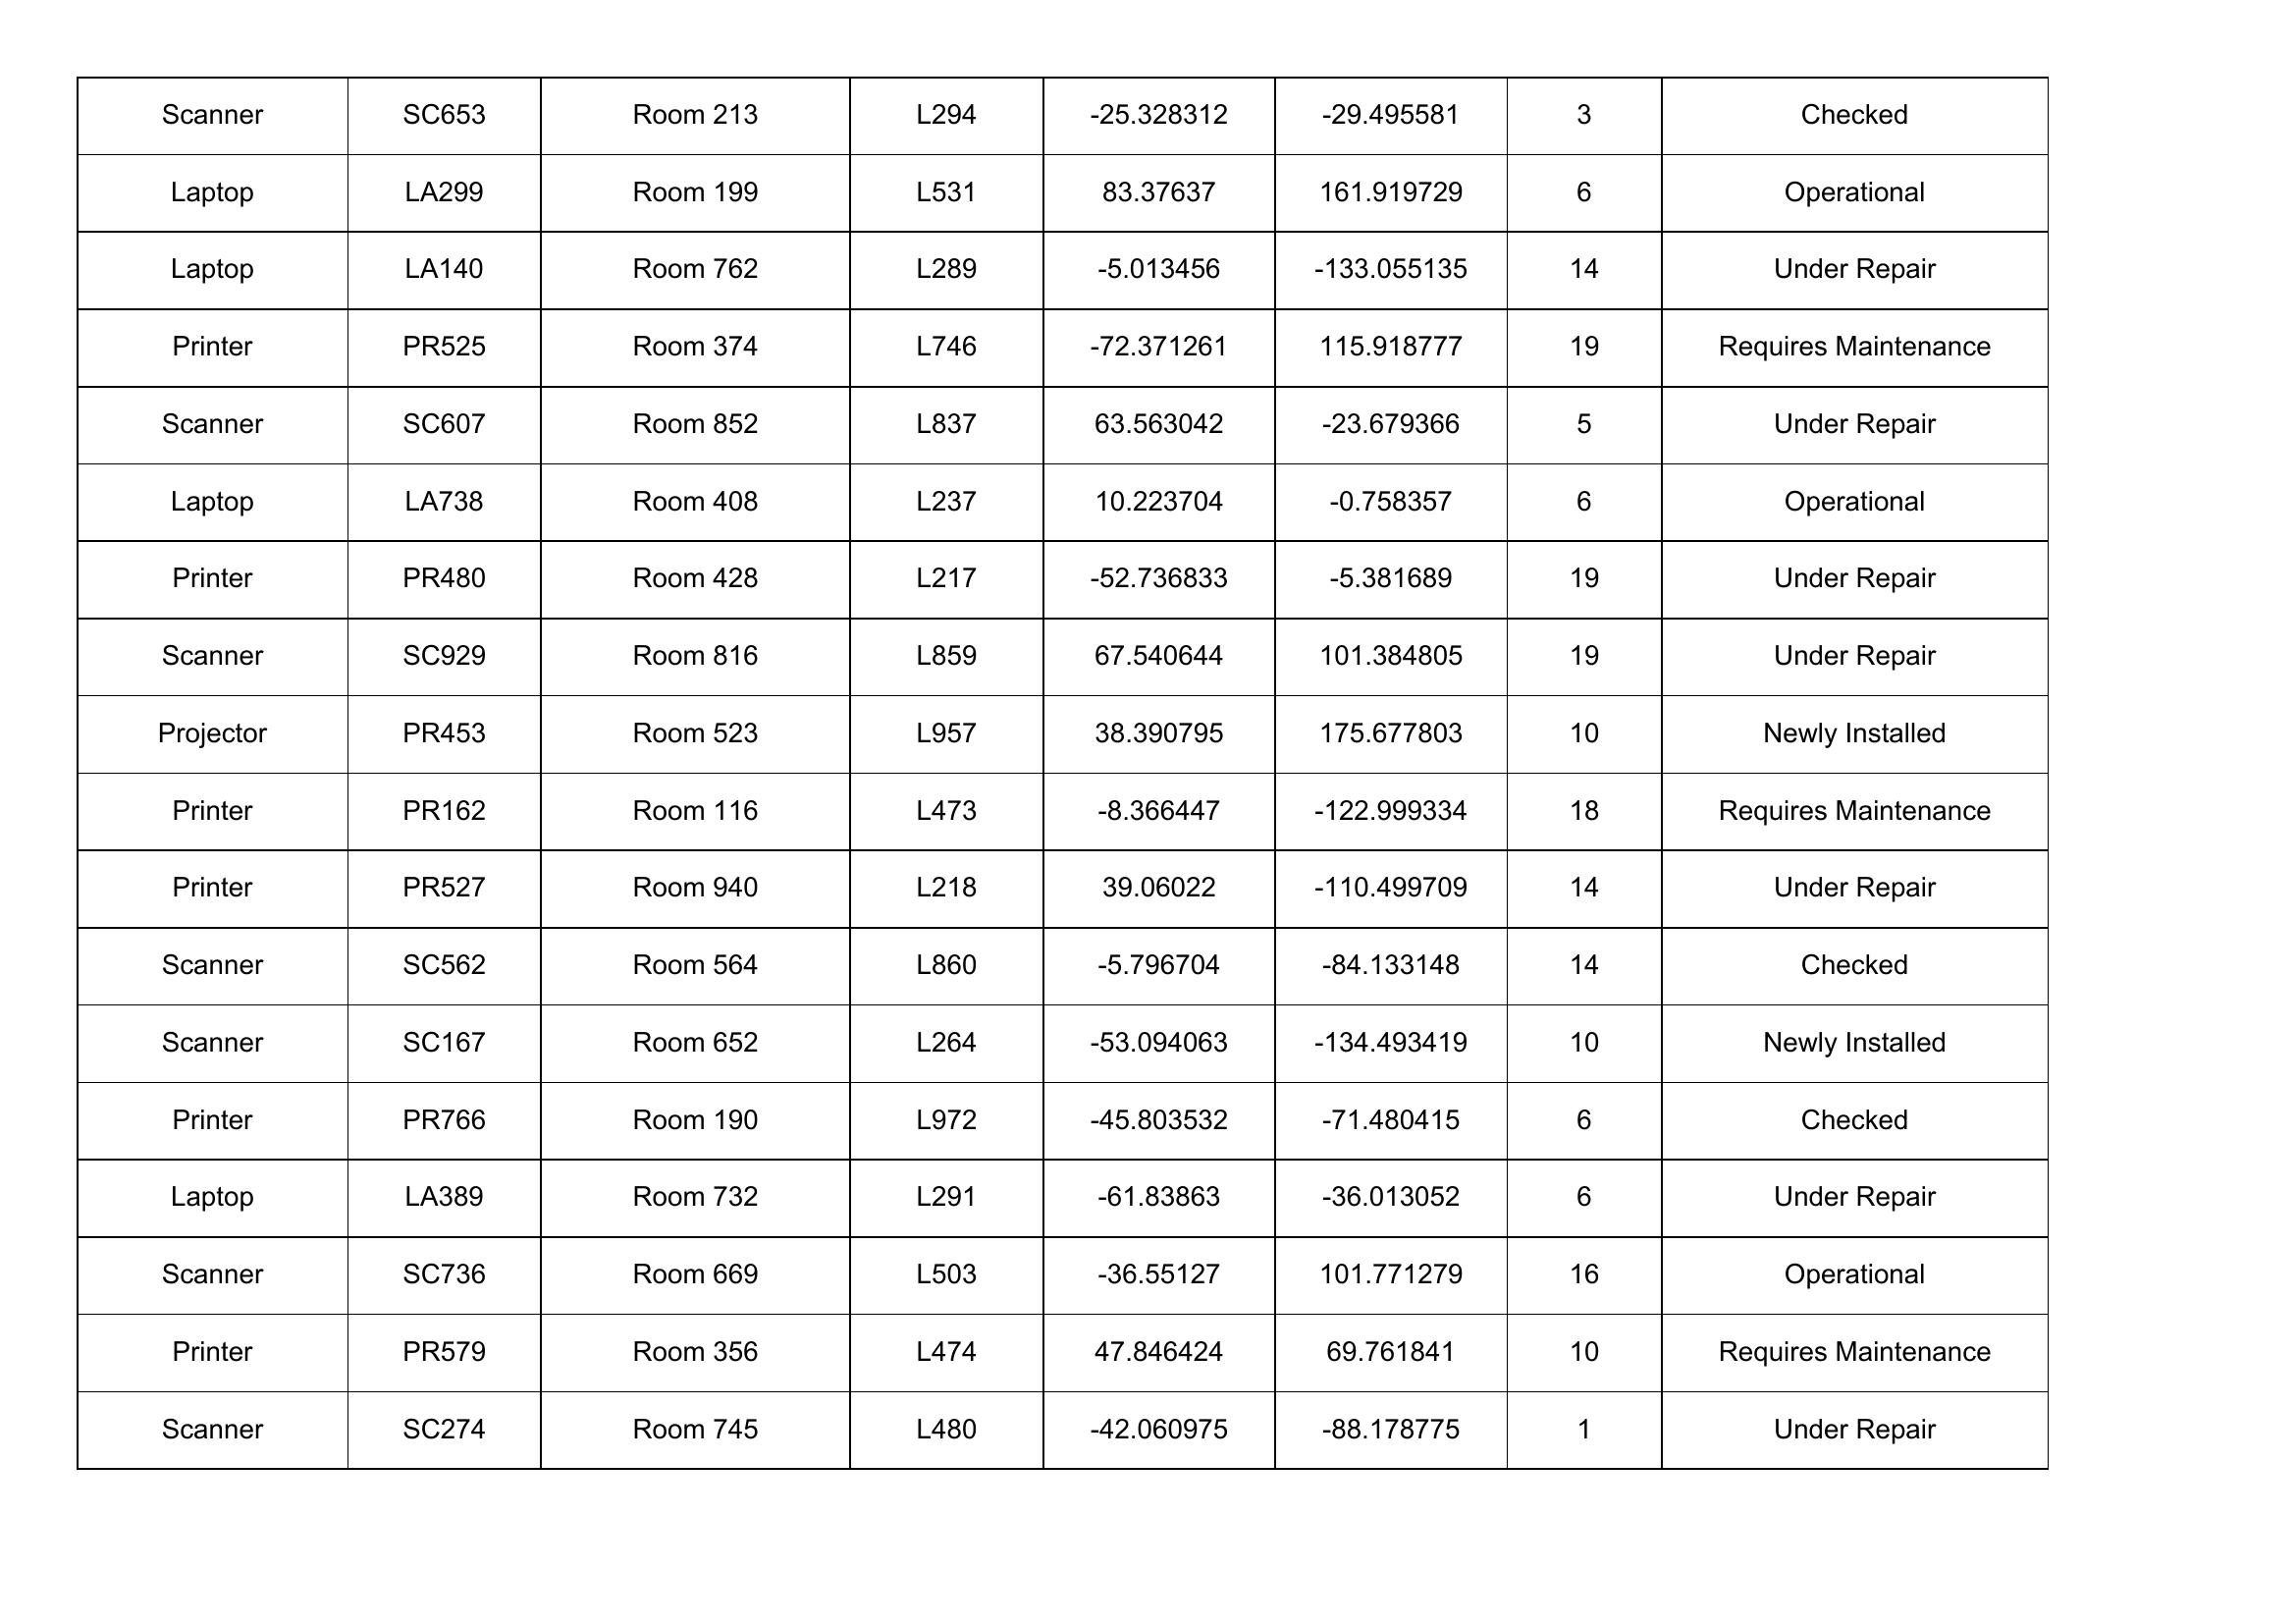 Scanner SC653 Room 213 L294 -25.328312 -29.495581 3 Checked
Laptop LA299 Room 199 L531 83.37637 161.919729 6 Operational
Laptop LA140 Room 762 L289 -5.013456 -133.055135 14 Under Repair
Printer PR525 Room 374 L746 -72.371261 115.918777 19 Requires Maintenance
Scanner SC607 Room 852 L837 63.563042 -23.679366 5 Under Repair
Laptop LA738 Room 408 L237 10.223704 -0.758357 6 Operational
Printer PR480 Room 428 L217 -52.736833 -5.381689 19 Under Repair
Scanner SC929 Room 816 L859 67.540644 101.384805 19 Under Repair
Projector PR453 Room 523 L957 38.390795 175.677803 10 Newly Installed
Printer PR162 Room 116 L473 -8.366447 -122.999334 18 Requires Maintenance
Printer PR527 Room 940 L218 39.06022 -110.499709 14 Under Repair
Scanner SC562 Room 564 L860 -5.796704 -84.133148 14 Checked
Scanner SC167 Room 652 L264 -53.094063 -134.493419 10 Newly Installed
Printer PR766 Room 190 L972 -45.803532 -71.480415 6 Checked
Laptop LA389 Room 732 L291 -61.83863 -36.013052 6 Under Repair
Scanner SC736 Room 669 L503 -36.55127 101.771279 16 Operational
Printer PR579 Room 356 L474 47.846424 69.761841 10 Requires Maintenance
Scanner SC274 Room 745 L480 -42.060975 -88.178775 1 Under Repair